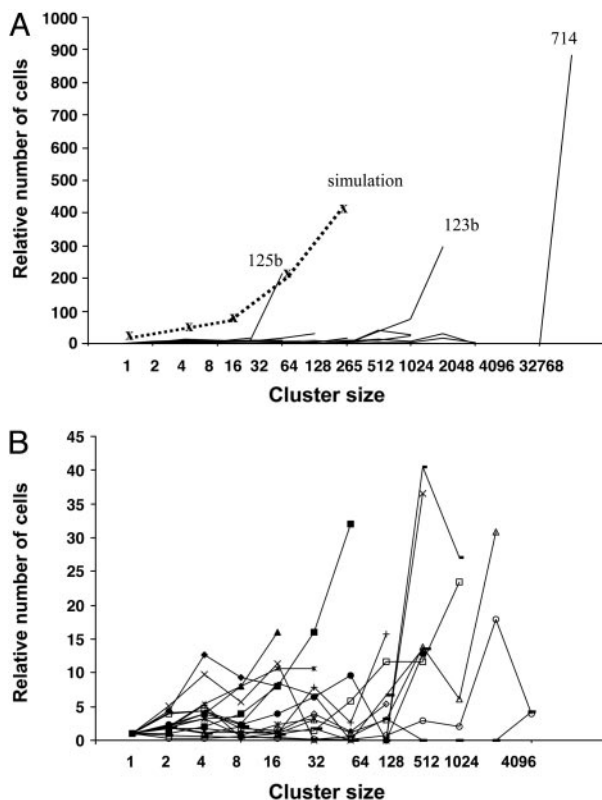 A
1000
900
800
700
600
500
400
300
200
100
0
Relative number of cells
714
simulation
123b
125b
1 2 4 8 16 32 64 128 265 512 1024 2048 4096 32768
Cluster size
B
45
40
35
30
25
20
15
10
5
0
Relative number of cells
1 2 4 8 16 32 64 128 512 1024 4096
Cluster size